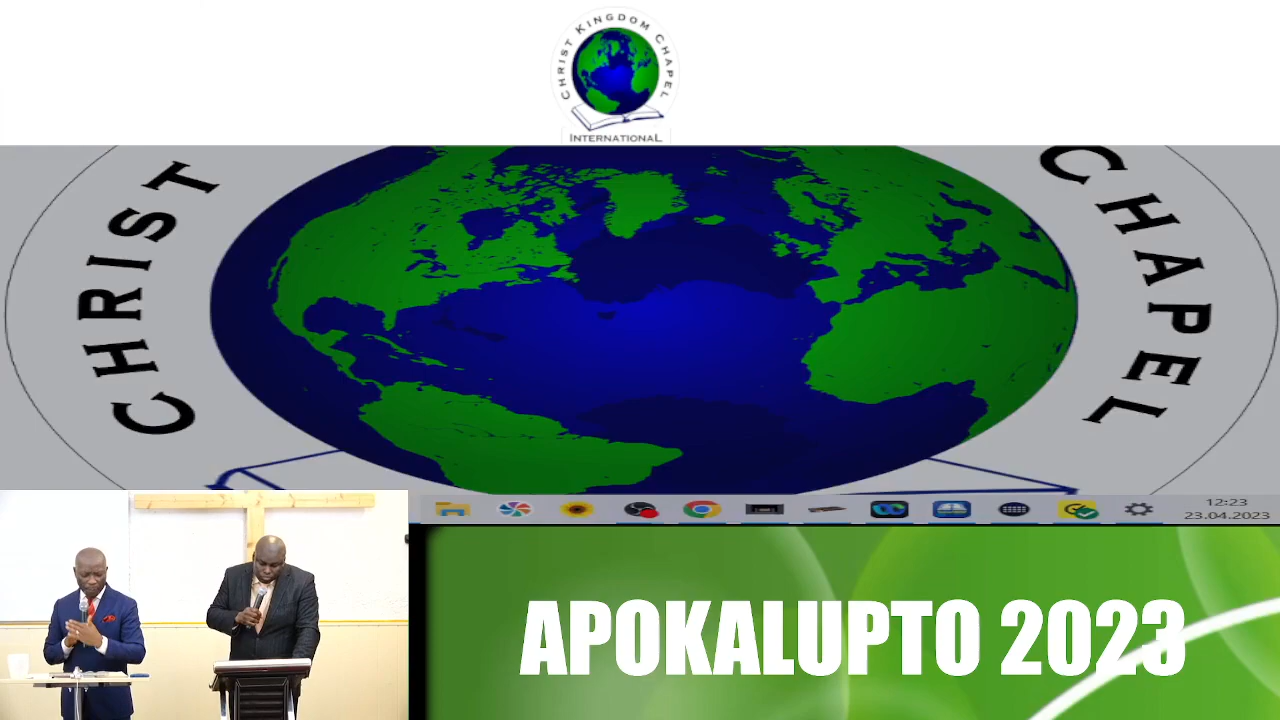 CHRIST KINGDOM CHAPEL
INTERNATIONAL
CHRIST
CHAPEL
12:23
23.04.2023
APOKALUPTO 2023